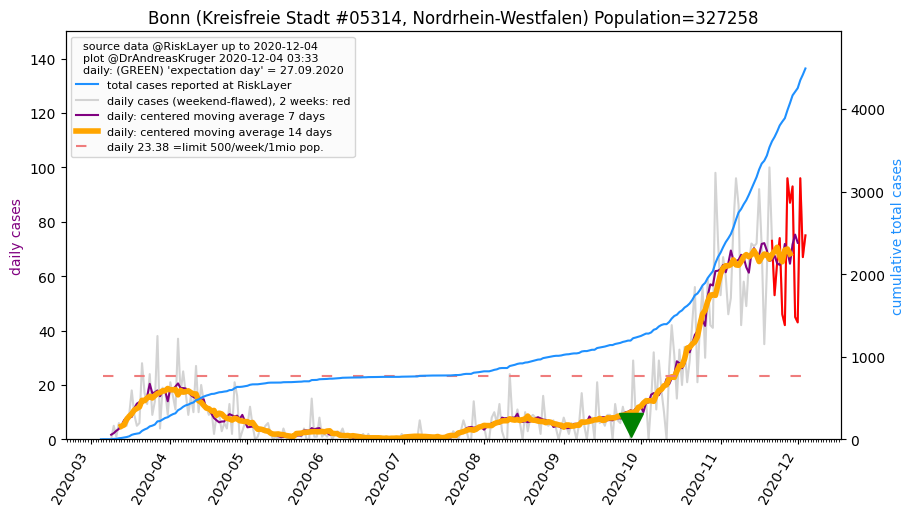 Bonn (Kreisfreie Stadt #05314, Nordrhein-Westfalen) Population=327258
source data @RiskLayer up to 2020-12-04
plot @DrAndreasKruger 2020-12-04 03:33
daily: (GREEN) 'expectation day' = 27.09.2020
total cases reported at RiskLayer
daily cases (weekend-flawed), 2 weeks: red
daily: centered moving average 7 days
daily: centered moving average 14 days
daily 23.38 =limit 500/week/1mio pop.
daily cases
140
120
100
80
60
40
20
0
cumulative total cases
4000
3000
2000
1000
0
2020-03
2020-04
2020-05
2020-06
2020-07
2020-08
2020-09
2020-10
2020-11
2020-12